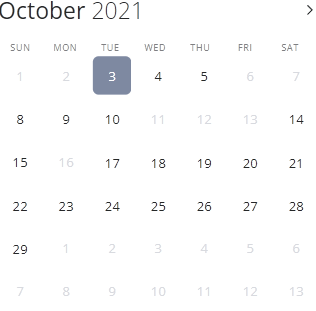 October 2021 >
SUN MON TUE WED THU FRI SAT
1 2 3 4 5 6 7
8 9 10 11 12 13 14
15 16 17 18 19 20 21
22 23 24 25 26 27 28
29 1 2 3 4 5 6
7 8 9 10 11 12 13